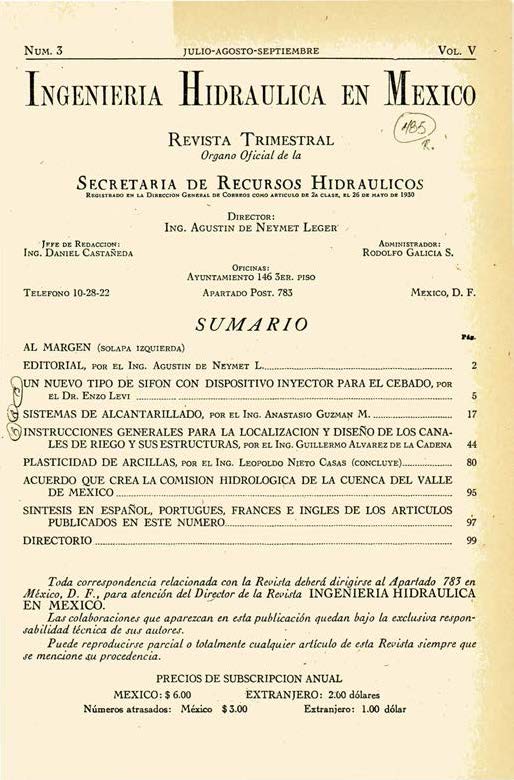 NUM. 3 JULIO-AGOSTO-SEPTIEMBRE VOL. V
INGENIERIA HIDRAULICA EN MEXICO
485
R.
REVISTA TRIMESTRAL
Organo Oficial de la
SECRETARIA DE RECURSOS HIDRAULICOS
REGISTRADO EN LA DIRECCION GENERAL DE CORREOS COMO ARTICULO DE 2A CLASE, EL 26 DE MAYO DE 1930
DIRECTOR:
ING. AGUSTIN DE NEYMET LEGER
JEFE DE REDACCION: ADMINISTRADOR:
ING. DANIEL CASTAÑEDA RODOLFO GALICIA S.
OFICINAS:
AYUNTAMIENTO 146 3ER. PISO
TELEFONO 10-28-22 APARTADO POST. 783 MEXICO, D. F.
SUMARIO
Pág.
AL MARGEN (SOLAPA IZQUIERDA)
EDITORIAL, POR EL ING. AGUSTIN DE NEYMET L. 2
UN NUEVO TIPO DE SIFON CON DISPOSITIVO INYECTOR PARA EL CEBADO, POR
EL DR. ENZO LEVI 5
SISTEMAS DE ALCANTARILLADO, POR EL ING. ANASTASIO GUZMAN M. 17
INSTRUCCIONES GENERALES PARA LA LOCALIZACION Y DISEÑO DE LOS CANA-
LES DE RIEGO Y SUS ESTRUCTURAS, POR EL ING. GUILLERMO ALVAREZ DE LA CADENA 44
PLASTICIDAD DE ARCILLAS, POR EL ING. LEOPOLDO NIETO CASAS (CONCLUYE) 80
ACUERDO QUE CREA LA COMISION HIDROLOGICA DE LA CUENCA DEL VALLE
DE MEXICO 95
SINTESIS EN ESPAÑOL, PORTUGUES, FRANCES E INGLES DE LOS ARTICULOS
PUBLICADOS EN ESTE NUMERO 97
DIRECTORIO 99
Toda correspondencia relacionada con la Revista deberá dirigirse al Apartado 783 en
México, D. F., para atención del Director de la Revista INGENIERIA HIDRAULICA
EN MEXICO.
Las colaboraciones que aparezcan en esta publicación quedan bajo la exclusiva respon-
sabilidad técnica de sus autores.
Puede reproducirse parcial o totalmente cualquier artículo de esta Revista siempre que
se mencione su procedencia.
PRECIOS DE SUBSCRIPCION ANUAL
MEXICO: $ 6.00 EXTRANJERO: 2.60 dólares
Números atrasados: México $ 3.00 Extranjero: 1.00 dólar